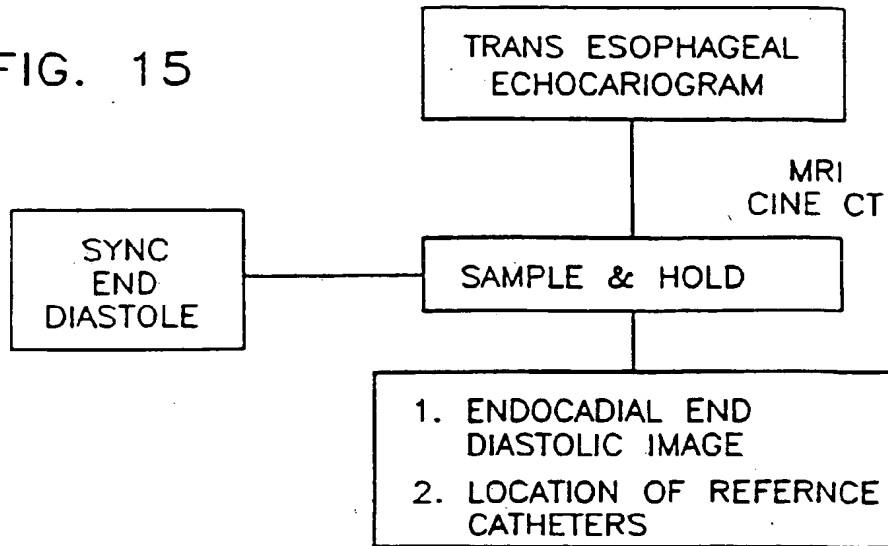 FIG. 15
TRANS ESOPHAGEAL
ECHOCARIOGRAM
MRI
CINE CT
SYNC
END
DIASTOLE
SAMPLE & HOLD
1. ENDOCADIAL END
DIASTOLIC IMAGE
2. LOCATION OF REFERNCE
CATHETERS